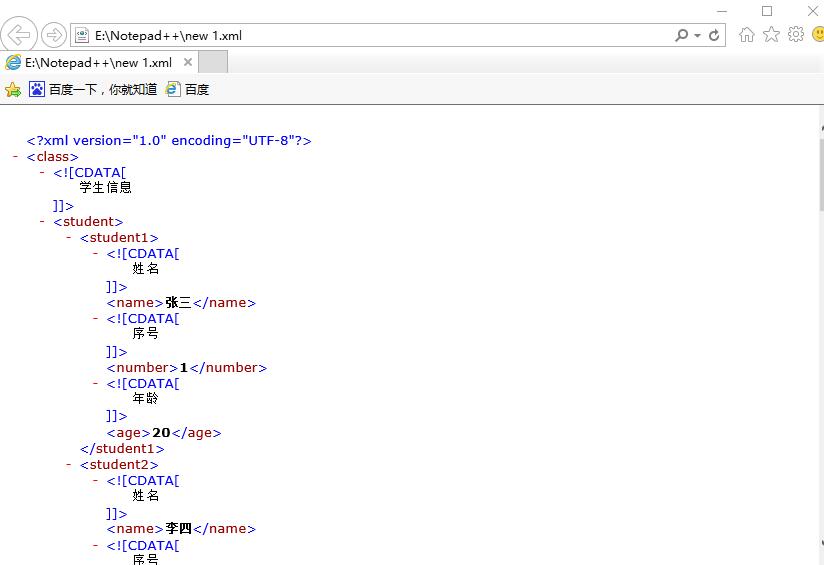 E:\Notepad++\new 1.xml
E:\Notepad++\new 1.xml
百度一下，你就知道 百度
<?xml version="1.0" encoding="UTF-8"?>
- <class>
- <![CDATA[
学生信息
]]>
- <student>
- <student1>
- <![CDATA[
姓名
]]>
<name>张三</name>
- <![CDATA[
序号
]]>
<number>1</number>
- <![CDATA[
年龄
]]>
<age>20</age>
</student1>
- <student2>
- <![CDATA[
姓名
]]>
<name>李四</name>
- <![CDATA[
序号